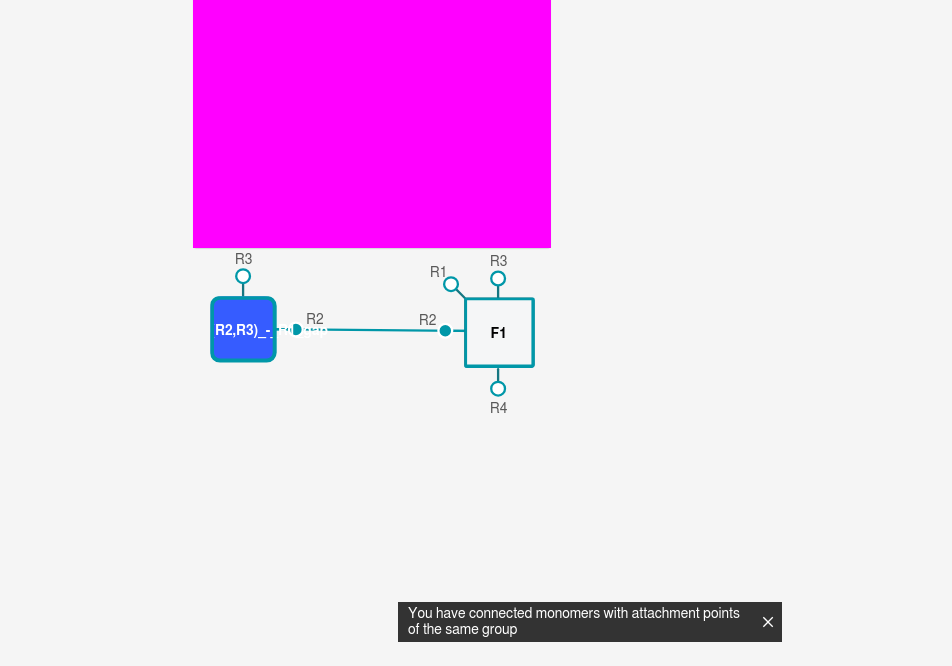 R3
R3
R1
R2
R2
R2,R3)_-_
F1
R4
You have connected monomers with attachment points
of the same group